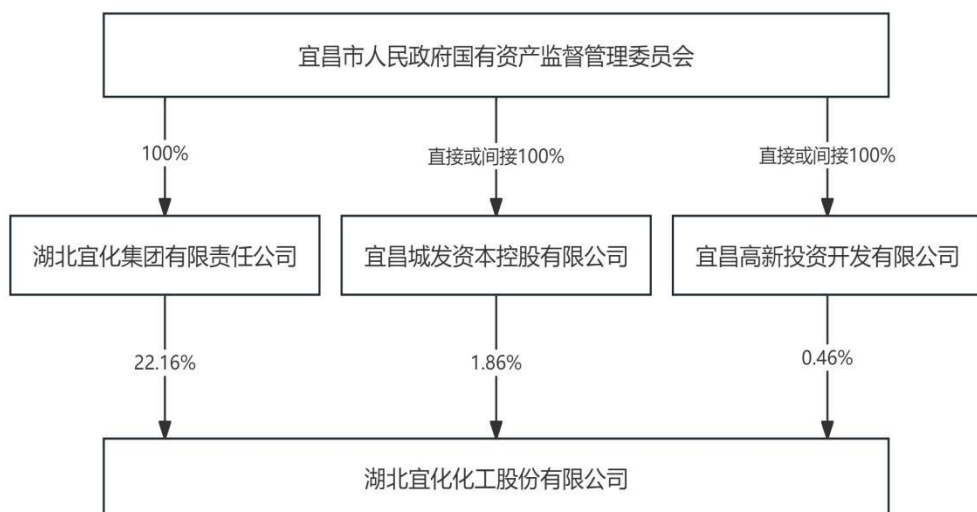 宜昌市人民政府国有资产监督管理委员会
100%
直接或间接100%
直接或间接100%
湖北宜化集团有限责任公司
宜昌城发资本控股有限公司
宜昌高新投资开发有限公司
22.16%
1.86%
0.46%
湖北宜化化工股份有限公司